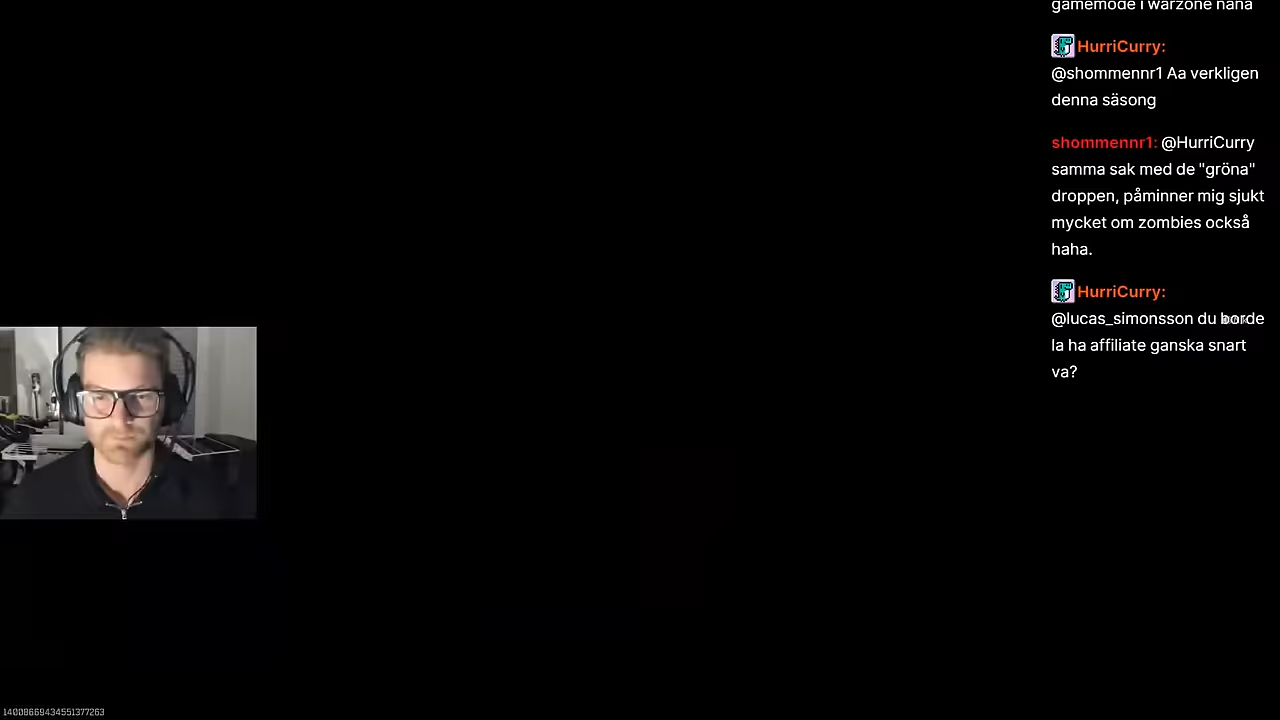 gamemode i warzone haha
HurriCurry:
@shommennr1 Aa verkligen
denna säsong
shommennr1: @HurriCurry
samma sak med de "gröna"
droppen, påminner mig sjukt
mycket om zombies också
haha.
HurriCurry:
@lucas_simonsson du borde
la ha affiliate ganska snart
va?
14008669434551377263